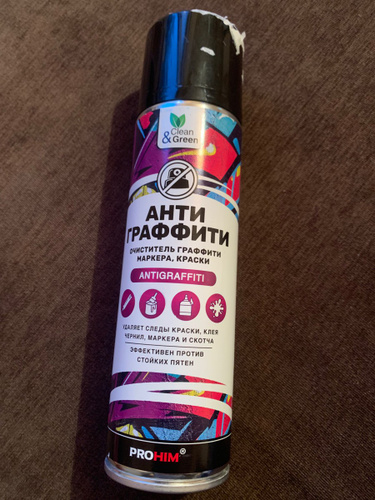 Clean
& Green
АНТИ
ГРАФФИТИ
ОЧИСТИТЕЛЬ ГРАФФИТИ
МАРКЕРА, КРАСКИ
ANTIGRAFFITI
УДАЛЯЕТ СЛЕДЫ КРАСКИ, КЛЕЯ
ЧЕРНИЛ, МАРКЕРА И СКОТЧА
ЭФФЕКТИВЕН ПРОТИВ
СТОЙКИХ ПЯТЕН
PROHIM®